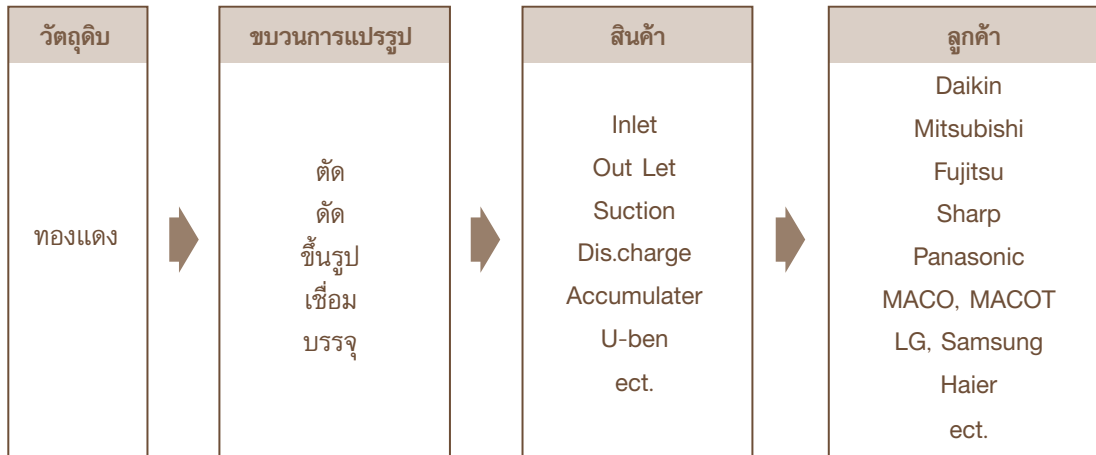 วัตถุดิบ
ทองแดง
ขบวนการแปรรูป
ตัด
ดัด
ขึ้นรูป
เชื่อม
บรรจุ
สินค้า
Inlet
Out Let
Suction
Dis.charge
Accumulater
U-ben
ect.
ลูกค้า
Daikin
Mitsubishi
Fujitsu
Sharp
Panasonic
MACO, MACOT
LG, Samsung
Haier
ect.